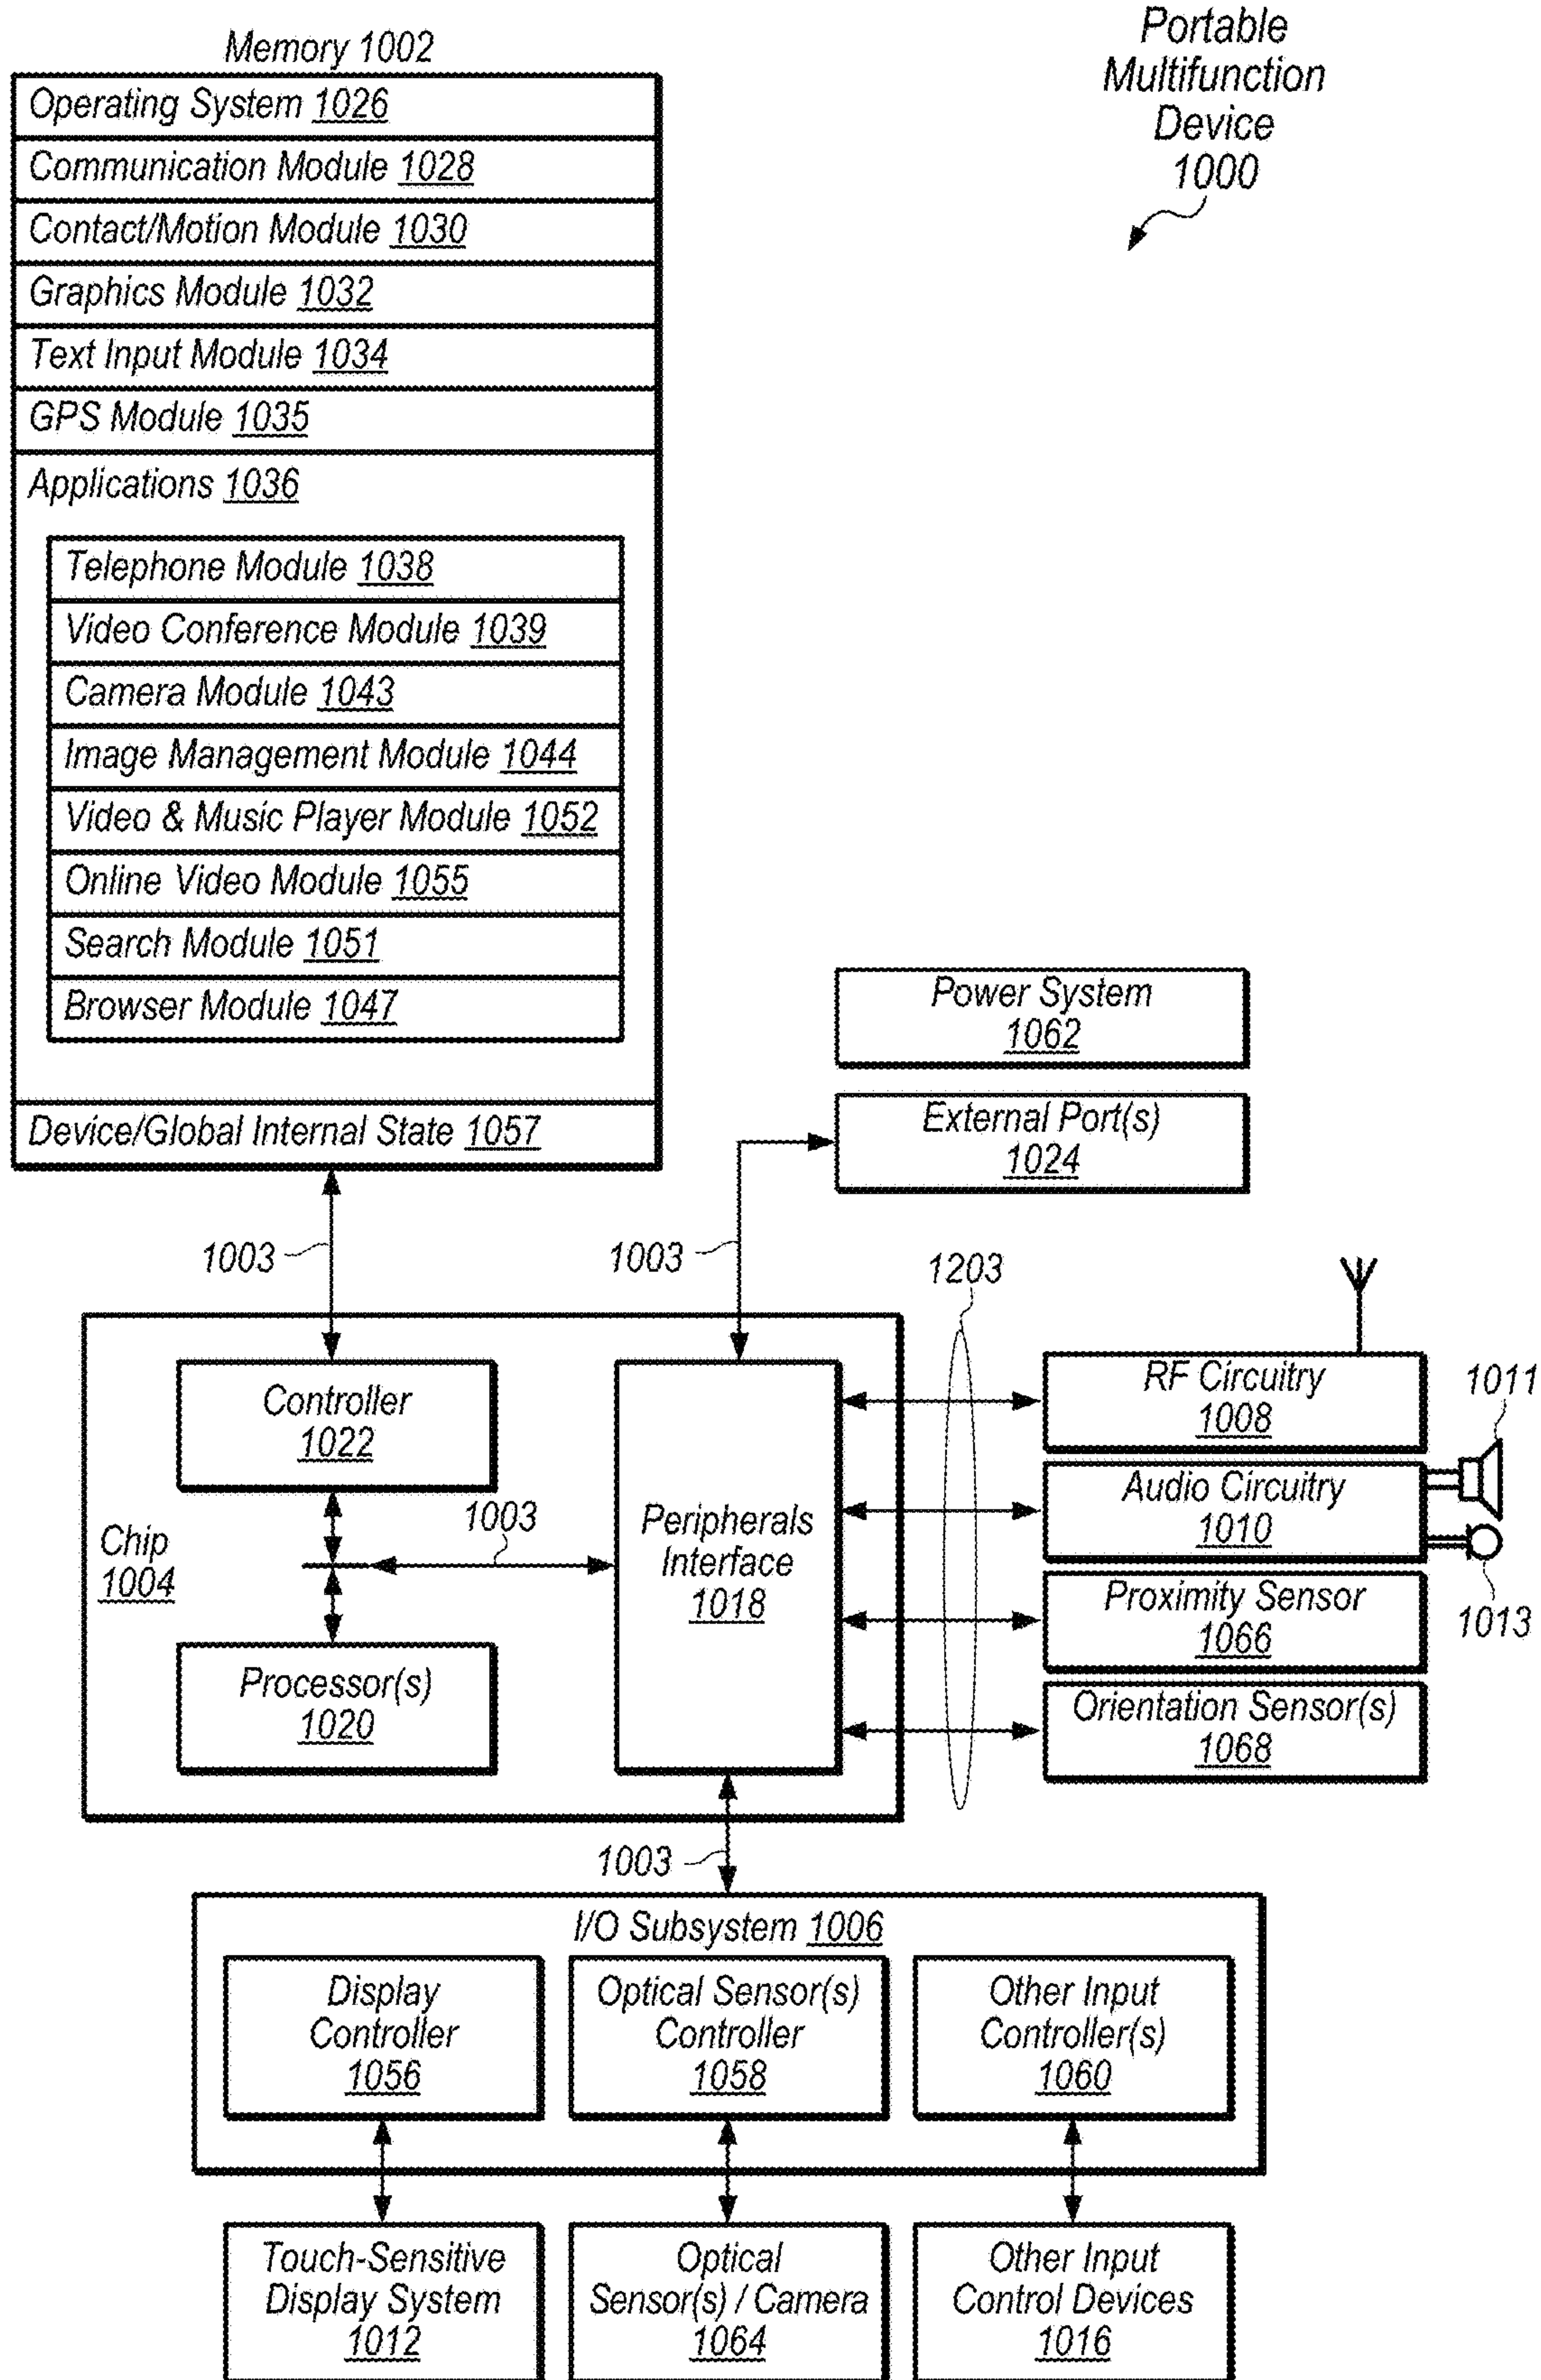 Portable
Multifunction
Device
1000
Memory 1002
Operating System 1026
Communication Module 1028
Contact/Motion Module 1030
Graphics Module 1032
Text Input Module 1034
GPS Module 1035
Applications 1036
Telephone Module 1038
Video Conference Module 1039
Camera Module 1043
Image Management Module 1044
Video & Music Player Module 1052
Online Video Module 1055
Search Module 1051
Browser Module 1047
Device/Global Internal State 1057
Power System
1062
External Port(s)
1024
1003
1003
1203
Controller
1022
Chip
1004
1003
Processor(s)
1020
Peripherals
Interface
1018
RF Circuitry
1008
1011
Audio Circuitry
1010
1013
Proximity Sensor
1066
Orientation Sensor(s)
1068
1003
I/O Subsystem 1006
Display
Controller
1056
Optical Sensor(s)
Controller
1058
Other Input
Controller(s)
1060
Touch-Sensitive
Display System
1012
Optical
Sensor(s) / Camera
1064
Other Input
Control Devices
1016